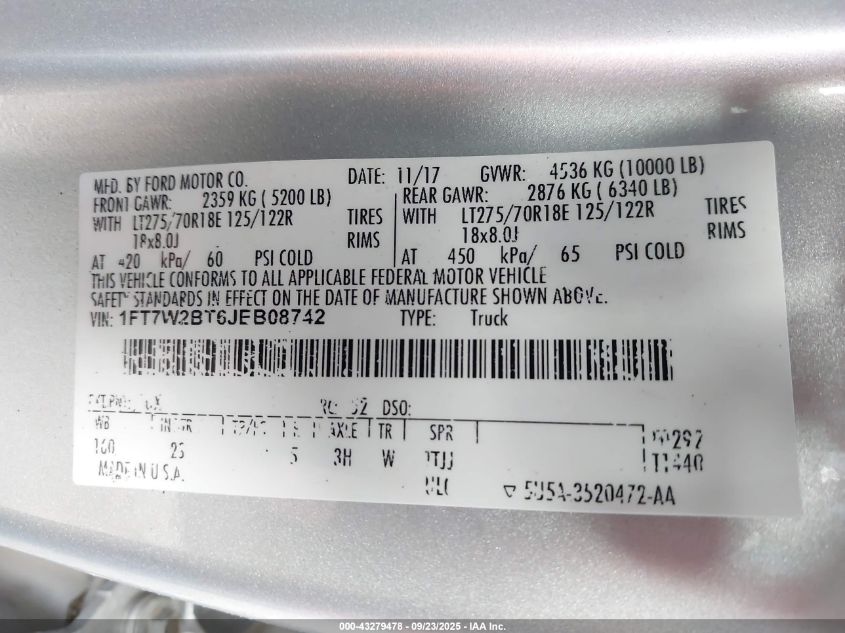 MFD. BY FORD MOTOR CO. DATE: 11/17 GVWR: 4536 KG (10000 LB)
FRONT GAWR: 2359 KG ( 5200 LB) REAR GAWR: 2876 KG ( 6340 LB)
WITH LT275/70R18E 125/122R TIRES WITH LT275/70R18E 125/122R TIRES
18x8.0J RIMS 18x8.0J RIMS
AT 420 kPa/ 60 PSI COLD AT 450 kPa/ 65 PSI COLD
THIS VEHICLE CONFORMS TO ALL APPLICABLE FEDERAL MOTOR VEHICLE
SAFETY STANDARDS IN EFFECT ON THE DATE OF MANUFACTURE SHOWN ABOVE.
VIN: 1FT7W2BT6JEB08742 TYPE: Truck
DSO:
WB AXLE TR SPR
160 5 3H W
MADE IN U.S.A.
000-43279478 - 09/23/2025 - IAA Inc.